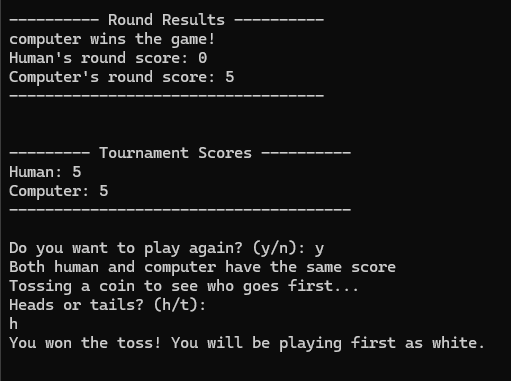 ---------- Round Results ----------
computer wins the game!
Human's round score: 0
Computer's round score: 5
-----------------------------------
--------- Tournament Scores ----------
Human: 5
Computer: 5
--------------------------------------
Do you want to play again? (y/n): y
Both human and computer have the same score
Tossing a coin to see who goes first...
Heads or tails? (h/t):
h
You won the toss! You will be playing first as white.